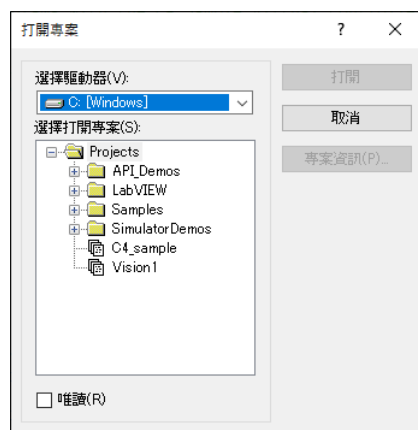 打開專案
?
選擇驅動器(V):
打開
C: [Windows]
取消
選擇打開專案(S):
專案資訊(P)...
Projects
API_Demos
LabVIEW
Samples
SimulatorDemos
C4_sample
Vision1
唯讀(R)